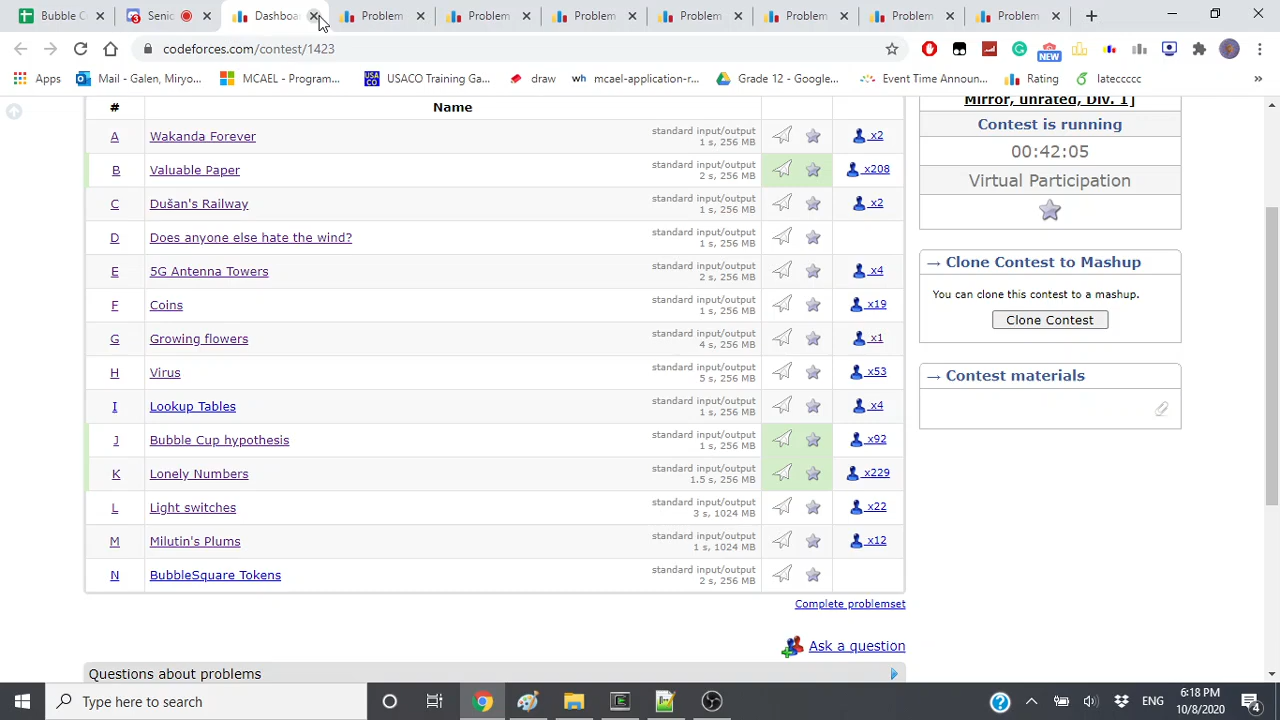 Bubble C
Senic
Dashboa
Problem
Problem
Problem
Problem
Problem
Problem
Problem
codeforces.com/contest/1423
NEW
Apps
Mail - Galen, Miryo...
MCAEL - Program...
USACO Training Ga...
draw
wh mcael-application-r...
Grade 12 - Google...
Event Time Announ...
Rating
lateccccc
»
# Name
Mirror, unrated, Div. 1]
A Wakanda Forever standard input/output 1 s, 256 MB x2
B Valuable Paper standard input/output 2 s, 256 MB x208
C Dušan's Railway standard input/output 1 s, 256 MB x2
D Does anyone else hate the wind? standard input/output 1 s, 256 MB
E 5G Antenna Towers standard input/output 2 s, 256 MB x4
F Coins standard input/output 1 s, 256 MB x19
G Growing flowers standard input/output 4 s, 256 MB x1
H Virus standard input/output 5 s, 256 MB x53
I Lookup Tables standard input/output 1 s, 256 MB x4
J Bubble Cup hypothesis standard input/output 1 s, 256 MB x92
K Lonely Numbers standard input/output 1.5 s, 256 MB x229
L Light switches standard input/output 3 s, 1024 MB x22
M Milutin's Plums standard input/output 1 s, 1024 MB x12
N BubbleSquare Tokens standard input/output 2 s, 256 MB
Complete problemset
Ask a question
Questions about problems
Contest is running
00:42:05
Virtual Participation
→ Clone Contest to Mashup
You can clone this contest to a mashup.
Clone Contest
→ Contest materials
Type here to search
ENG
6:18 PM
10/8/2020
4